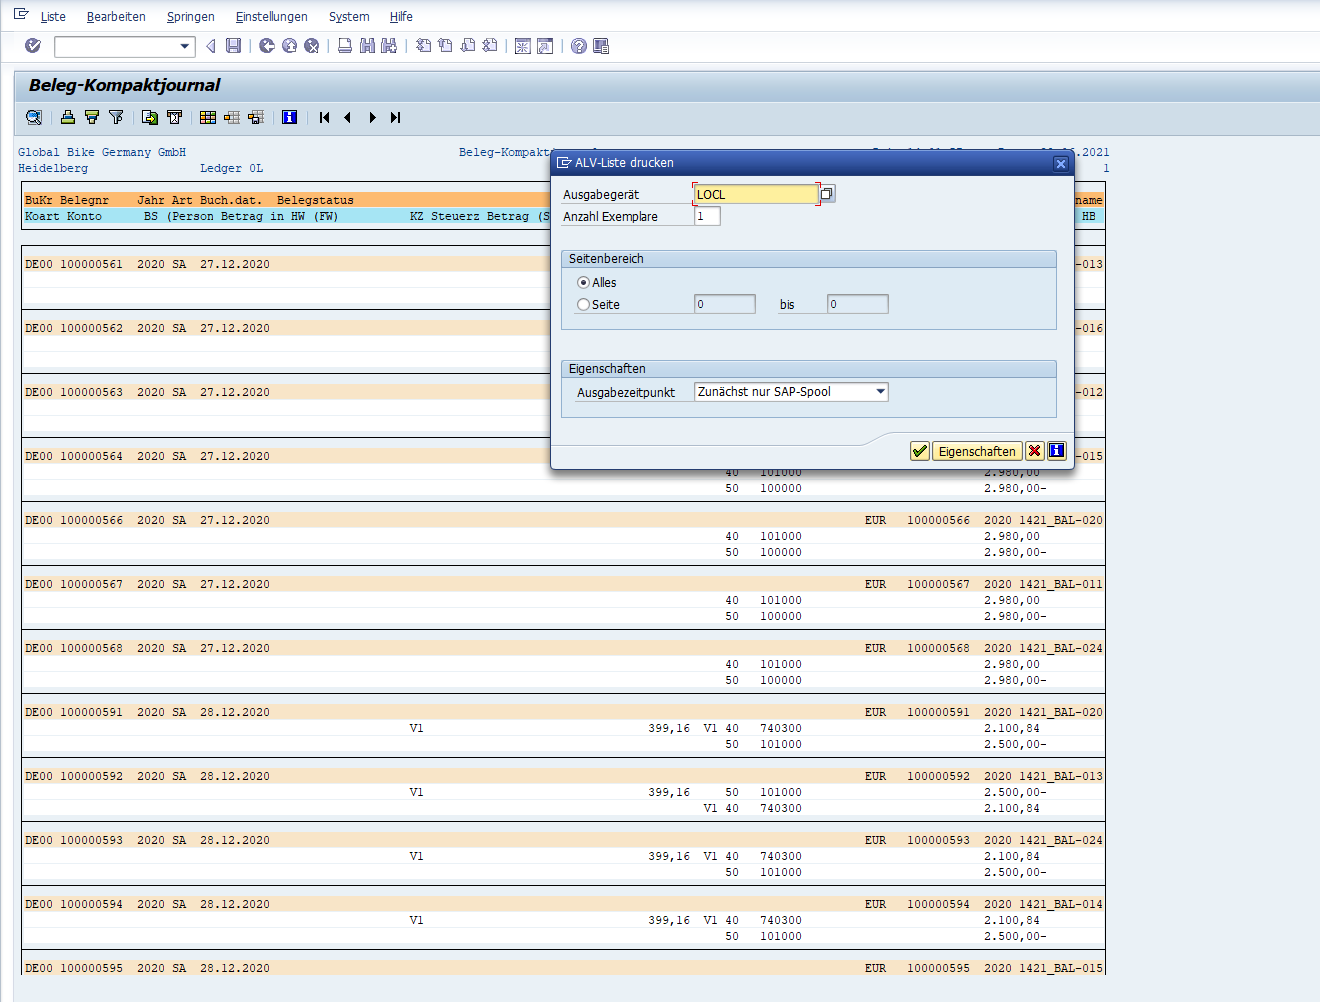 Liste Bearbeiten Springen Einstellungen System Hilfe
Beleg-Kompaktjournal
Global Bike Germany GmbH
Heidelberg Ledger 0L 1
BuKr Belegnr Jahr Art Buch.dat. Belegstatus
Koart Konto BS (Person Betrag in HW (FW) KZ Steuerz Betrag HB
ALV-Liste drucken
Ausgabegerät LOCL
Anzahl Exemplare 1
Seitenbereich
Alles
Seite 0 bis 0
Eigenschaften
Ausgabezeitpunkt Zunächst nur SAP-Spool
Eigenschaften
DE00 100000561 2020 SA 27.12.2020 -013
DE00 100000562 2020 SA 27.12.2020 -016
DE00 100000563 2020 SA 27.12.2020 -012
DE00 100000564 2020 SA 27.12.2020 -015
40 101000 2.980,00
50 100000 2.980,00-
DE00 100000566 2020 SA 27.12.2020 EUR 100000566 2020 1421_BAL-020
40 101000 2.980,00
50 100000 2.980,00-
DE00 100000567 2020 SA 27.12.2020 EUR 100000567 2020 1421_BAL-011
40 101000 2.980,00
50 100000 2.980,00-
DE00 100000568 2020 SA 27.12.2020 EUR 100000568 2020 1421_BAL-024
40 101000 2.980,00
50 100000 2.980,00-
DE00 100000591 2020 SA 28.12.2020 EUR 100000591 2020 1421_BAL-020
V1 399,16 V1 40 740300 2.100,84
50 101000 2.500,00-
DE00 100000592 2020 SA 28.12.2020 EUR 100000592 2020 1421_BAL-013
V1 399,16 50 101000 2.500,00-
V1 40 740300 2.100,84
DE00 100000593 2020 SA 28.12.2020 EUR 100000593 2020 1421_BAL-024
V1 399,16 V1 40 740300 2.100,84
50 101000 2.500,00-
DE00 100000594 2020 SA 28.12.2020 EUR 100000594 2020 1421_BAL-014
V1 399,16 V1 40 740300 2.100,84
50 101000 2.500,00-
DE00 100000595 2020 SA 28.12.2020 EUR 100000595 2020 1421_BAL-015